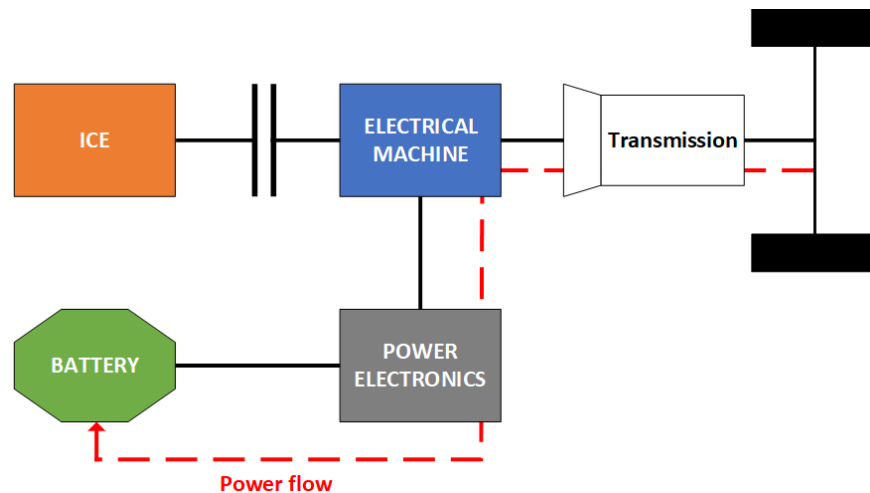 ICE
ELECTRICAL
MACHINE
Transmission
BATTERY
POWER
ELECTRONICS
Power flow